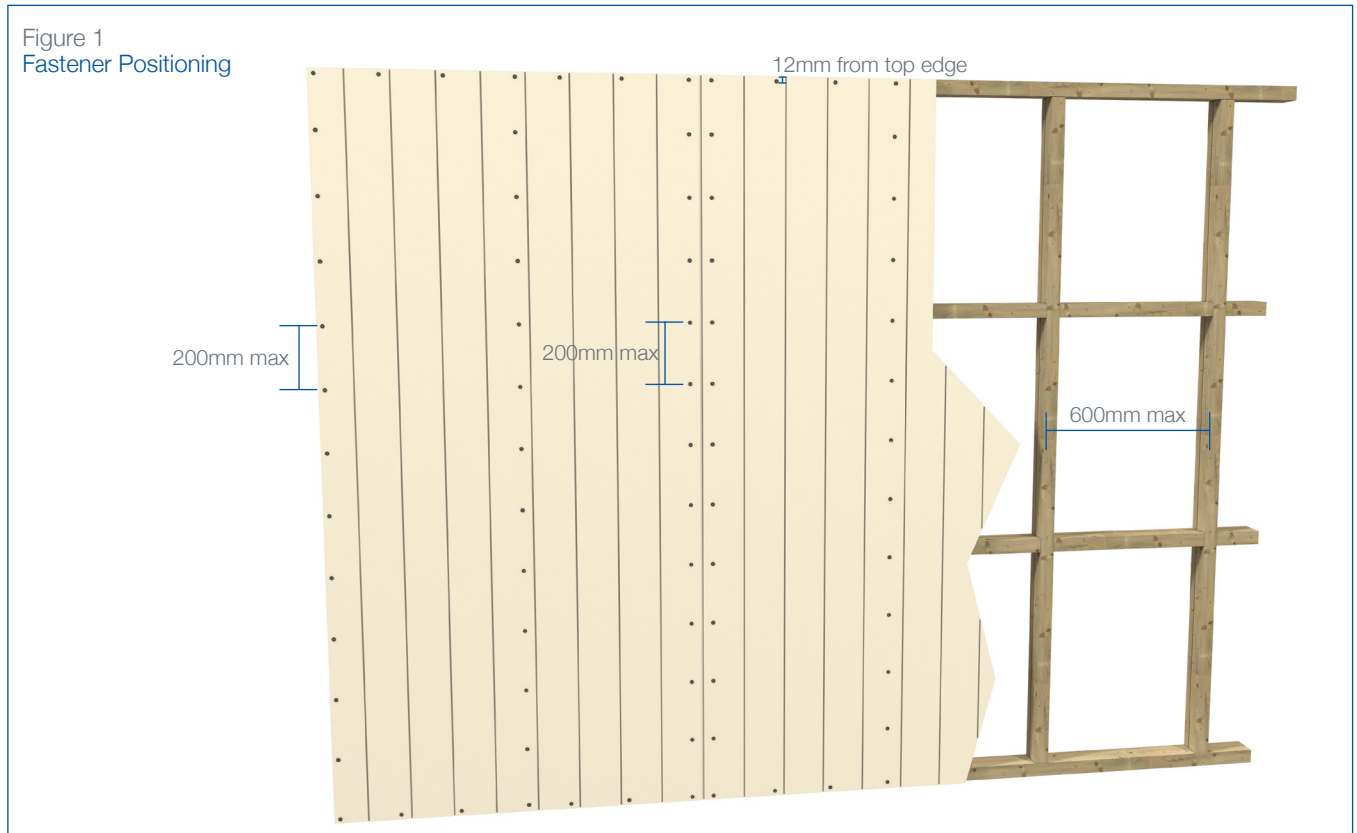 Figure 1
Fastener Positioning
12mm from top edge
200mm max
200mm max
600mm max